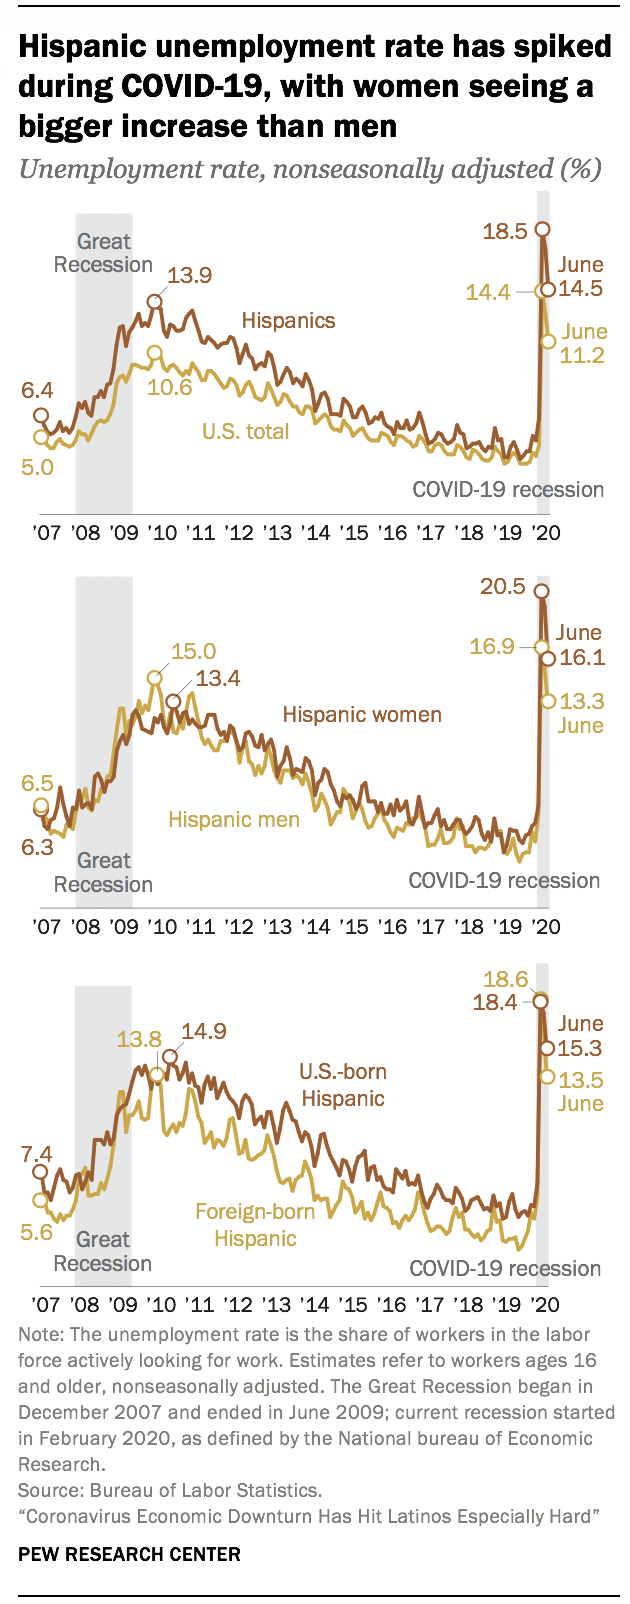 Hispanic unemployment rate has spiked
during COVID-19, with women seeing a
bigger increase than men
Unemployment rate, nonseasonally adjusted (%)
Great
Recession
13.9
Hispanics
18.5
June
14.5
14.4
June
11.2
6.4
10.6
U.S. total
5.0
COVID-19 recession
’07 ’08 ’09 ’10 ’11 ’12 ’13 ’14 ’15 ’16 ’17 ’18 ’19 ’20
20.5
June
16.1
16.9
13.3
June
15.0
13.4
Hispanic women
6.5
Hispanic men
6.3
Great
Recession
COVID-19 recession
’07 ’08 ’09 ’10 ’11 ’12 ’13 ’14 ’15 ’16 ’17 ’18 ’19 ’20
18.6
18.4
June
15.3
13.5
June
13.8
14.9
U.S.-born
Hispanic
7.4
5.6
Foreign-born
Hispanic
Great
Recession
COVID-19 recession
’07 ’08 ’09 ’10 ’11 ’12 ’13 ’14 ’15 ’16 ’17 ’18 ’19 ’20
Note: The unemployment rate is the share of workers in the labor
force actively looking for work. Estimates refer to workers ages 16
and older, nonseasonally adjusted. The Great Recession began in
December 2007 and ended in June 2009; current recession started
in February 2020, as defined by the National bureau of Economic
Research.
Source: Bureau of Labor Statistics.
“Coronavirus Economic Downturn Has Hit Latinos Especially Hard”
PEW RESEARCH CENTER